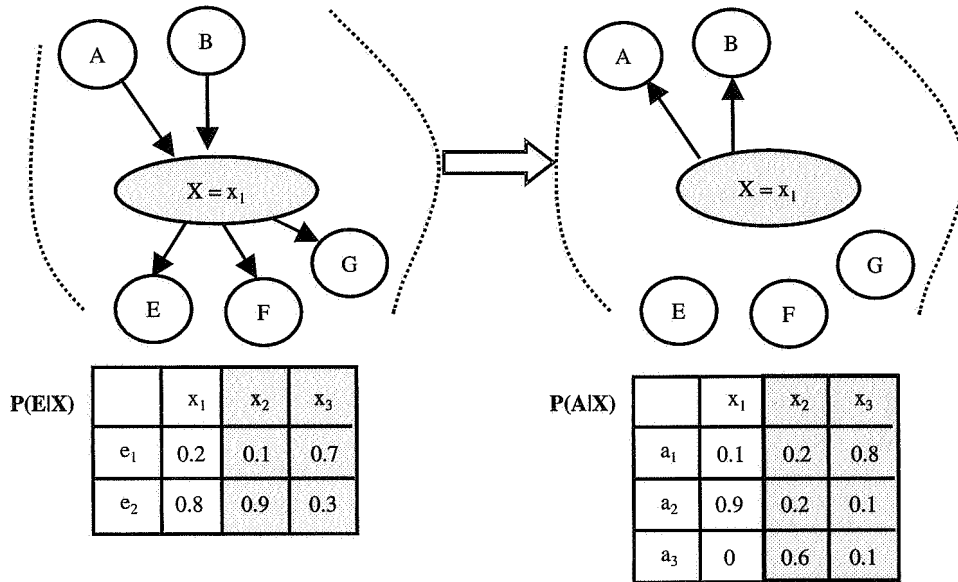 A
B
X = x₁
E
F
G
A
B
X = x₁
E
F
G
P(E|X)
x₁ x₂ x₃
e₁ 0.2 0.1 0.7
e₂ 0.8 0.9 0.3
P(A|X)
x₁ x₂ x₃
a₁ 0.1 0.2 0.8
a₂ 0.9 0.2 0.1
a₃ 0 0.6 0.1